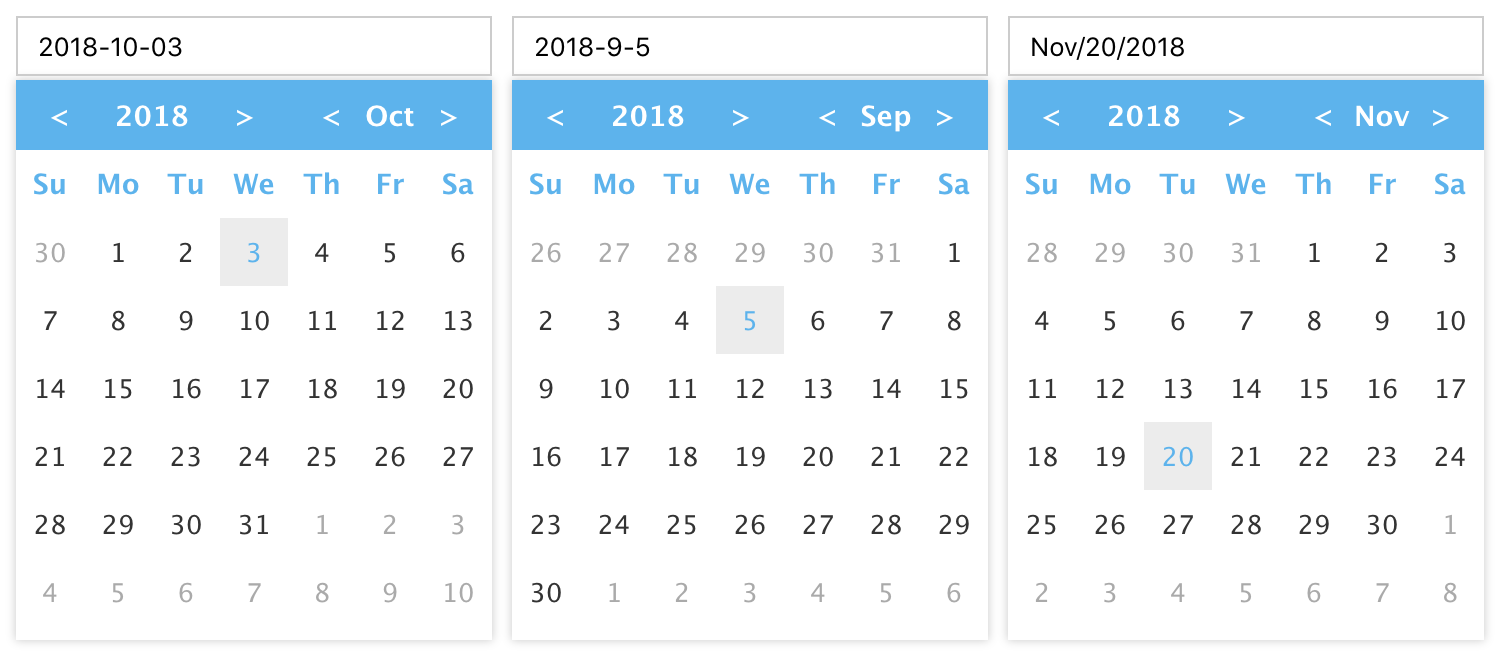 2018-10-03
< 2018 > < Oct >
Su Mo Tu We Th Fr Sa
30 1 2 3 4 5 6
7 8 9 10 11 12 13
14 15 16 17 18 19 20
21 22 23 24 25 26 27
28 29 30 31 1 2 3
4 5 6 7 8 9 10
2018-9-5
< 2018 > < Sep >
Su Mo Tu We Th Fr Sa
26 27 28 29 30 31 1
2 3 4 5 6 7 8
9 10 11 12 13 14 15
16 17 18 19 20 21 22
23 24 25 26 27 28 29
30 1 2 3 4 5 6
Nov/20/2018
< 2018 > < Nov >
Su Mo Tu We Th Fr Sa
28 29 30 31 1 2 3
4 5 6 7 8 9 10
11 12 13 14 15 16 17
18 19 20 21 22 23 24
25 26 27 28 29 30 1
2 3 4 5 6 7 8